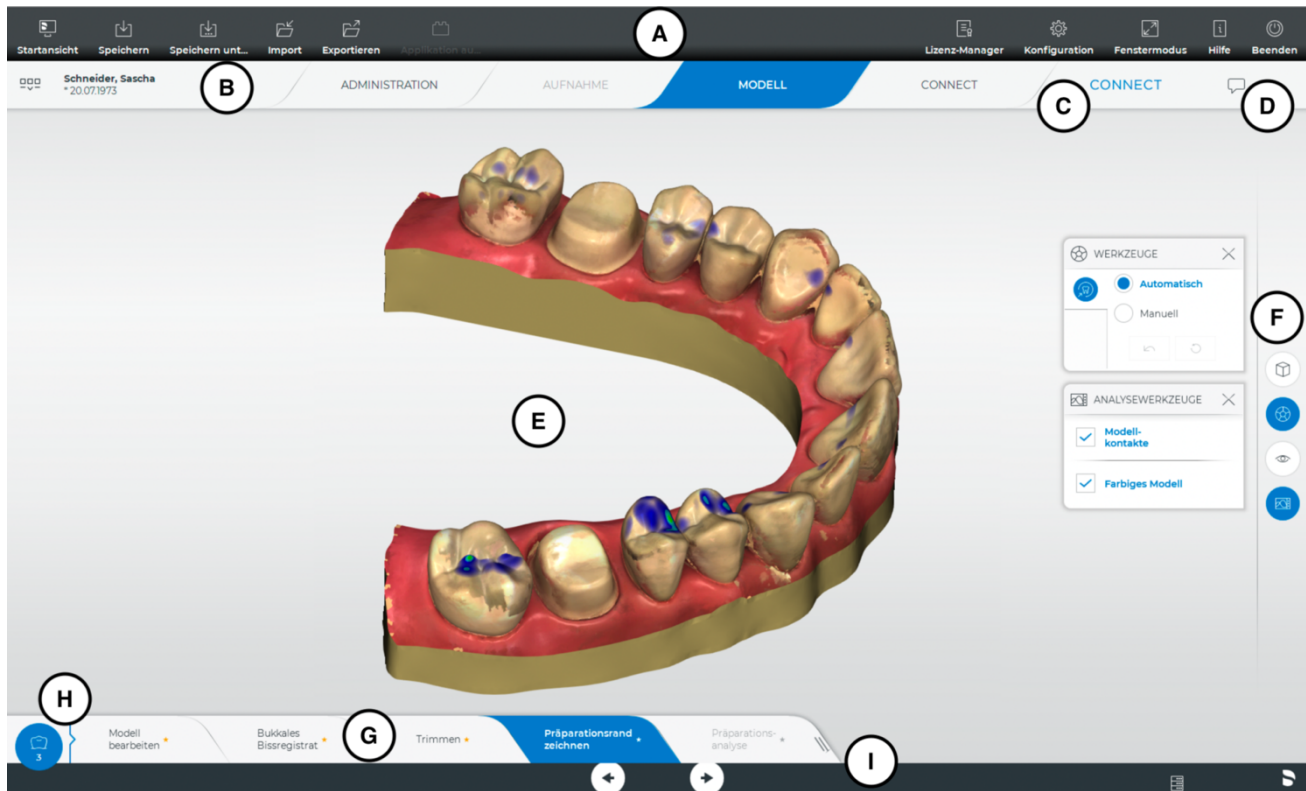 A
Startansicht
Speichern
Speichern unt...
Import
Exportieren
Applikation au...
Lizenz-Manager
Konfiguration
Fenstermodus
Hilfe
Beenden
Schneider, Sascha
* 20.07.1973
B
ADMINISTRATION
AUFNAHME
MODELL
CONNECT
C
CONNECT
D
WERKZEUGE
Automatisch
Manuell
F
E
ANALYSEWERKZEUGE
Modell-
kontakte
Farbiges Modell
H
3
Modell
bearbeiten *
Bukkales
Bissregistrat *
G
Trimmen *
Präparationsrand
zeichnen *
Präparations-
analyse *
I